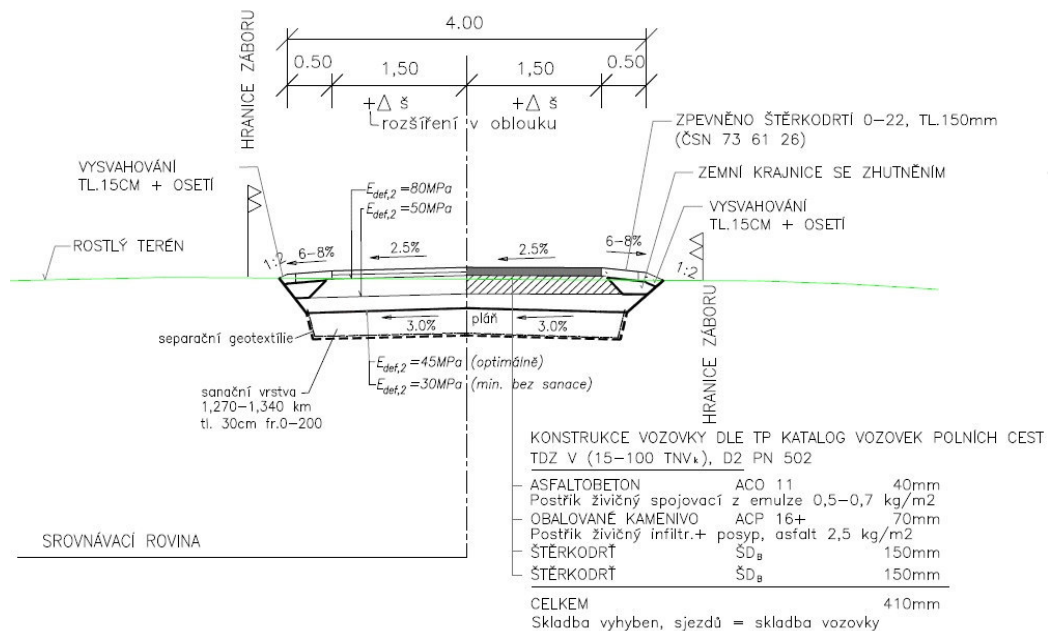 4.00
0.50
1,50
1,50
0.50
+Δ š
+Δ š
rozšíření v oblouku
HRANICE ZÁBORU
ZPEVNĚNO ŠTĚRKODRTÍ 0-22, TL.150mm
(ČSN 73 61 26)
VYSVAHOVÁNÍ
TL.15CM + OSETÍ
ZEMNÍ KRAJNICE SE ZHUTNĚNÍM
Edef,2=80MPa
Edef,2=50MPa
VYSVAHOVÁNÍ
TL.15CM + OSETÍ
ROSTLÝ TERÉN
1:2
6-8%
2.5%
2.5%
6-8%
1:2
3.0%
pláň
3.0%
separační geotextílie
Edef,2=45MPa (optimálně)
Edef,2=30MPa (min. bez sanace)
sanační vrstva
1,270-1,340 km
tl. 30cm fr.0-200
HRANICE ZÁBORU
KONSTRUKCE VOZOVKY DLE TP KATALOG VOZOVEK POLNÍCH CEST
TDZ V (15-100 TNVk), D2 PN 502
ASFALTOBETON ACO 11 40mm
Postřik živičný spojovací z emulze 0,5-0,7 kg/m2
OBALOVANÉ KAMENIVO ACP 16+ 70mm
Postřik živičný infiltr.+ posyp, asfalt 2,5 kg/m2
ŠTĚRKODRŤ ŠDB 150mm
ŠTĚRKODRŤ ŠDB 150mm
CELKEM 410mm
Skladba vyhyben, sjezdů = skladba vozovky
SROVNÁVACÍ ROVINA